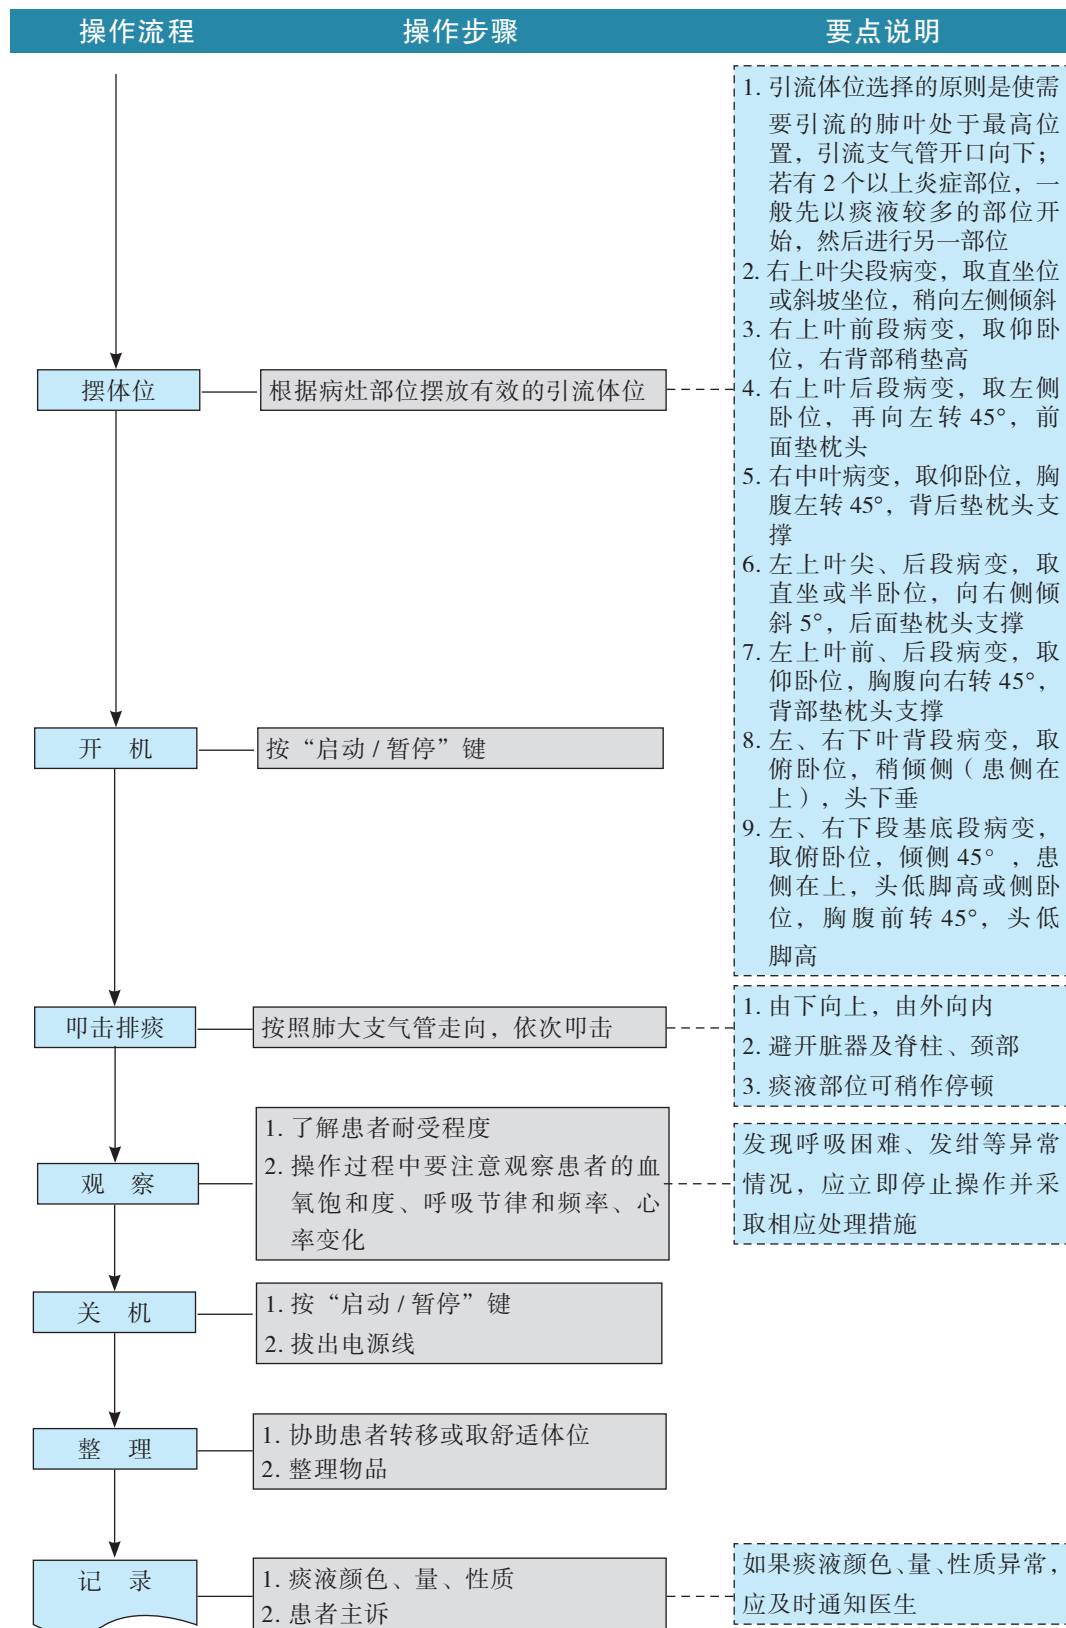 操作流程 操作步骤 要点说明
1. 引流体位选择的原则是使需
要引流的肺叶处于最高位
置，引流支气管开口向下；
若有 2 个以上炎症部位，一
般先以痰液较多的部位开
始，然后进行另一部位
2. 右上叶尖段病变，取直坐位
或斜坡坐位，稍向左侧倾斜
3. 右上叶前段病变，取仰卧
位，右背部稍垫高
摆体位 根据病灶部位摆放有效的引流体位
4. 右上叶后段病变，取左侧
卧位，再向左转 45°，前
面垫枕头
5. 右中叶病变，取仰卧位，胸
腹左转 45°，背后垫枕头支
撑
6. 左上叶尖、后段病变，取
直坐或半卧位，向右侧倾
斜 5°，后面垫枕头支撑
7. 左上叶前、后段病变，取
仰卧位，胸腹向右转 45°，
背部垫枕头支撑
开 机 按“启动 / 暂停”键
8. 左、右下叶背段病变，取
俯卧位，稍倾侧（患侧在
上），头下垂
9. 左、右下段基底段病变，
取俯卧位，倾侧 45°，患
侧在上，头低脚高或侧卧
位，胸腹前转 45°，头低
脚高
叩击排痰 按照肺大支气管走向，依次叩击
1. 由下向上，由外向内
2. 避开脏器及脊柱、颈部
3. 痰液部位可稍作停顿
观 察
1. 了解患者耐受程度
2. 操作过程中要注意观察患者的血
氧饱和度、呼吸节律和频率、心
率变化
发现呼吸困难、发绀等异常
情况，应立即停止操作并采
取相应处理措施
关 机
1. 按“启动 / 暂停”键
2. 拔出电源线
整 理
1. 协助患者转移或取舒适体位
2. 整理物品
记 录
1. 痰液颜色、量、性质
2. 患者主诉
如果痰液颜色、量、性质异常，
应及时通知医生